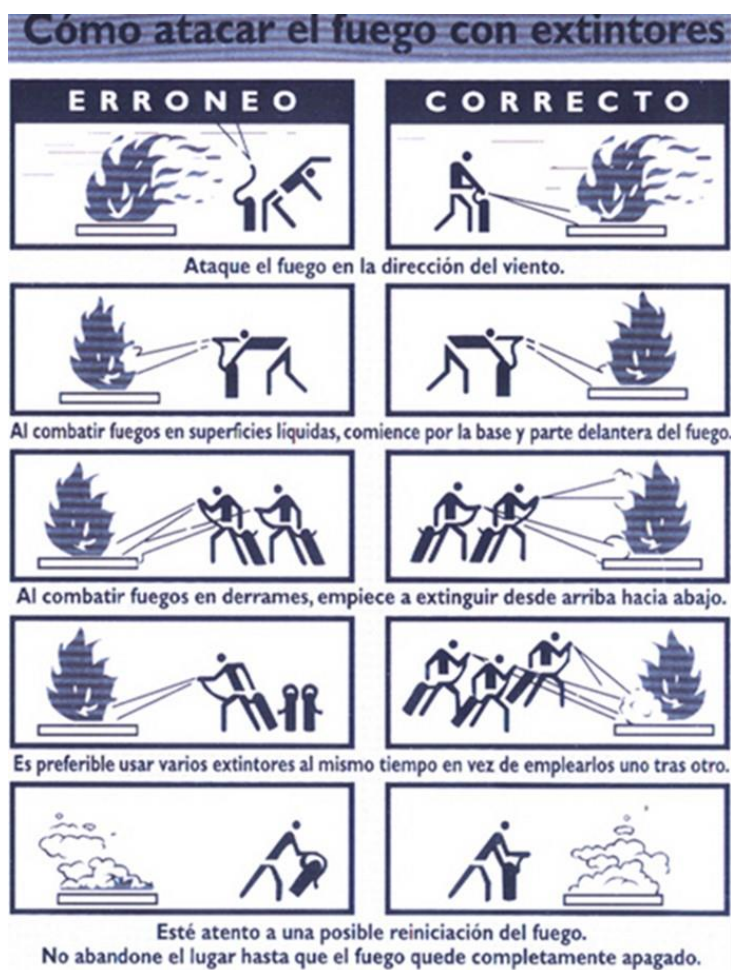 Cómo atacar el fuego con extintores
ERRONEO
CORRECTO
Ataque el fuego en la dirección del viento.
Al combatir fuegos en superficies líquidas, comience por la base y parte delantera del fuego.
Al combatir fuegos en derrames, empiece a extinguir desde arriba hacia abajo.
Es preferible usar varios extintores al mismo tiempo en vez de emplearlos uno tras otro.
Esté atento a una posible reiniciación del fuego.
No abandone el lugar hasta que el fuego quede completamente apagado.